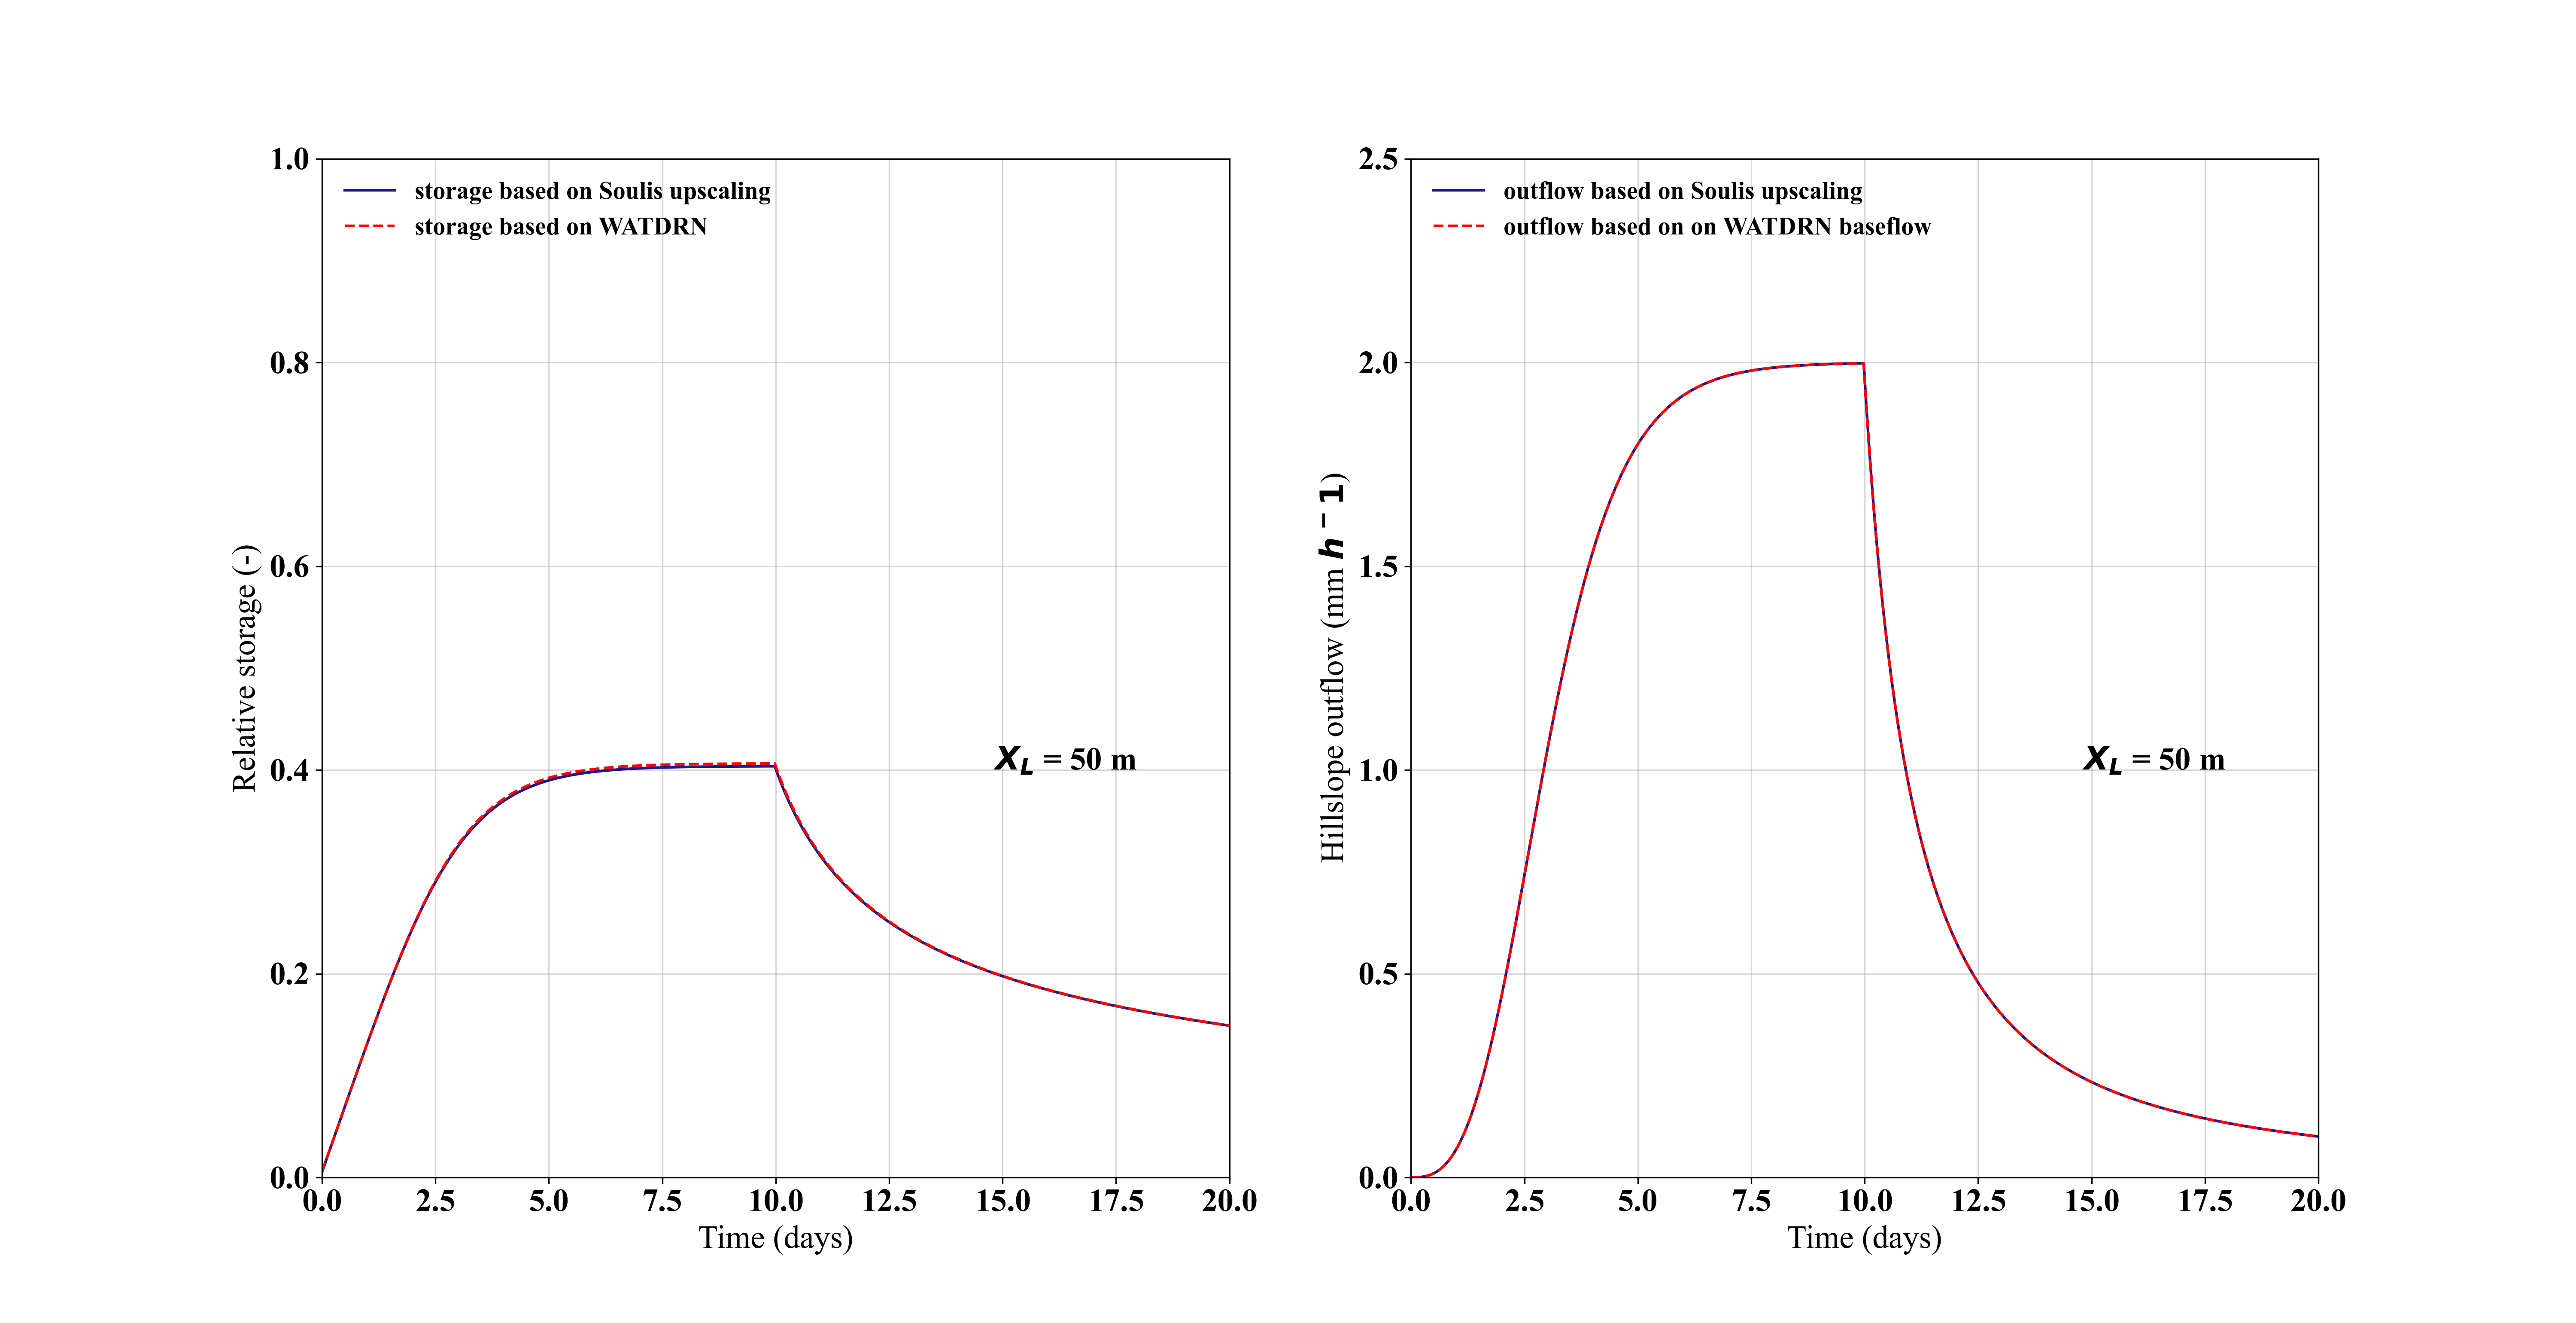 1.0
0.8
0.6
0.4
0.2
0.0
Relative storage (-)
storage based on Soulis upscaling
storage based on WATDRN
X_L = 50 m
0.0 2.5 5.0 7.5 10.0 12.5 15.0 17.5 20.0
Time (days)
2.5
2.0
1.5
1.0
0.5
0.0
Hillslope outflow (mm h − 1)
outflow based on Soulis upscaling
outflow based on on WATDRN baseflow
X_L = 50 m
0.0 2.5 5.0 7.5 10.0 12.5 15.0 17.5 20.0
Time (days)